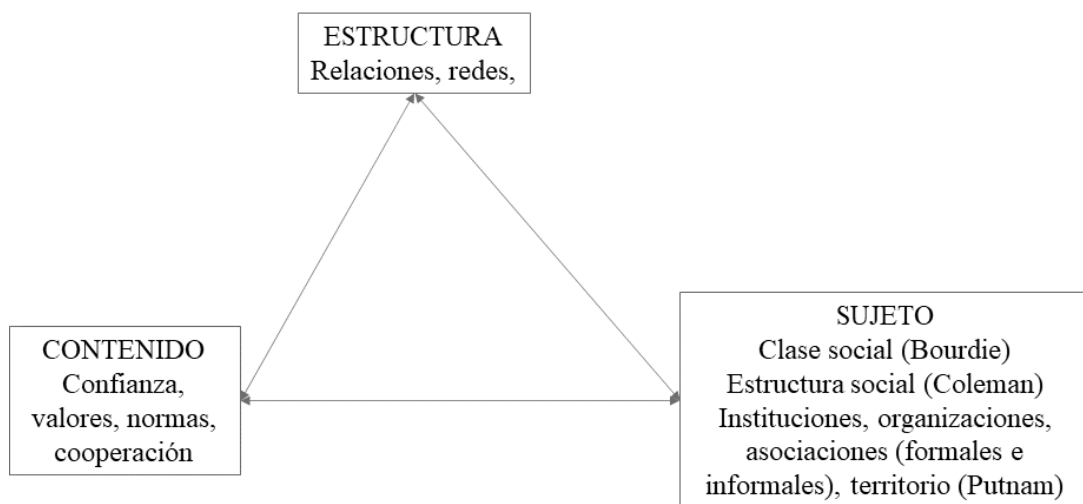 ESTRUCTURA
Relaciones, redes,
CONTENIDO
Confianza,
valores, normas,
cooperación
SUJETO
Clase social (Bourdie)
Estructura social (Coleman)
Instituciones, organizaciones,
asociaciones (formales e
informales), territorio (Putnam)